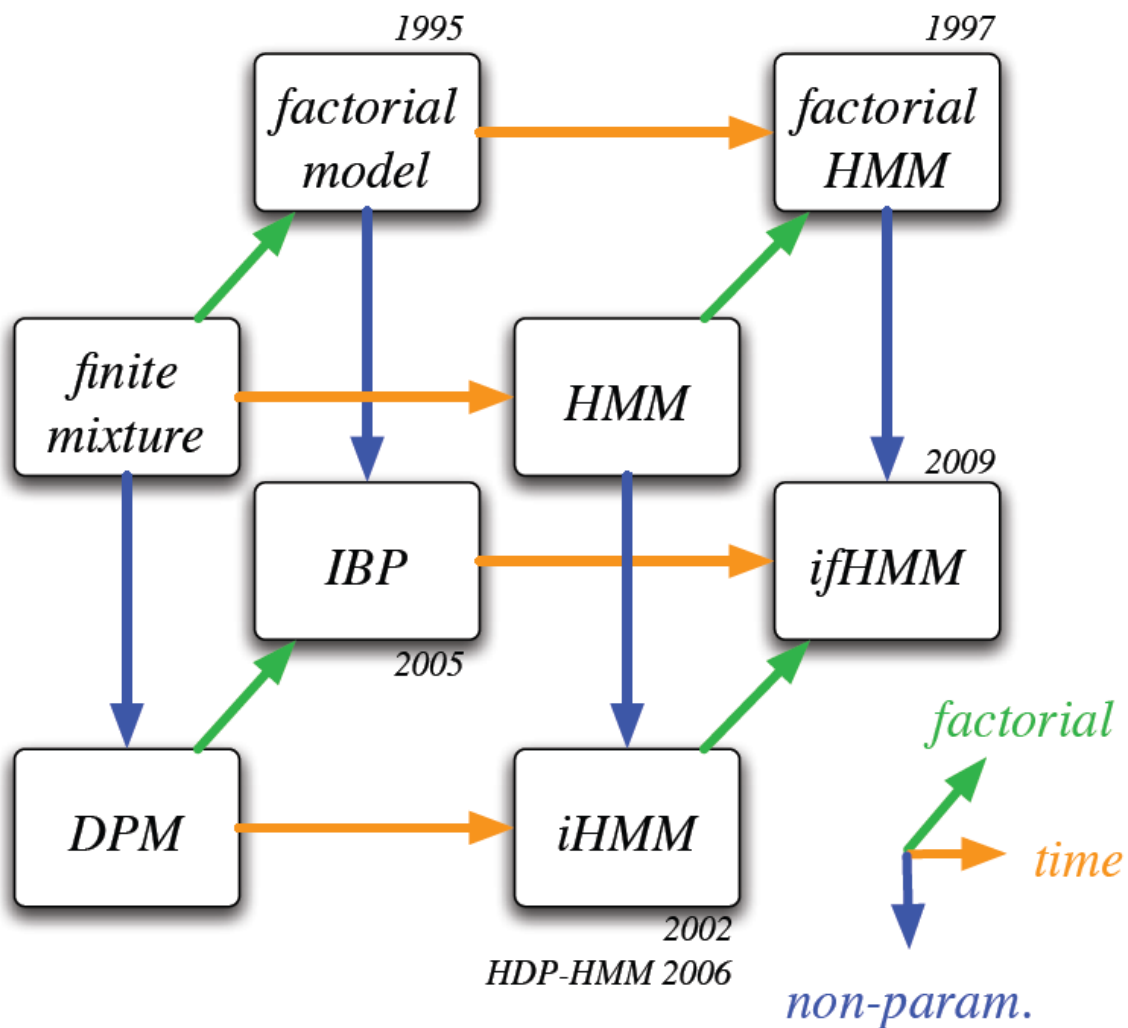 1995
1997
factorial
model
factorial
HMM
finite
mixture
HMM
2009
IBP
ifHMM
2005
factorial
DPM
iHMM
time
2002
HDP-HMM 2006
non-param.